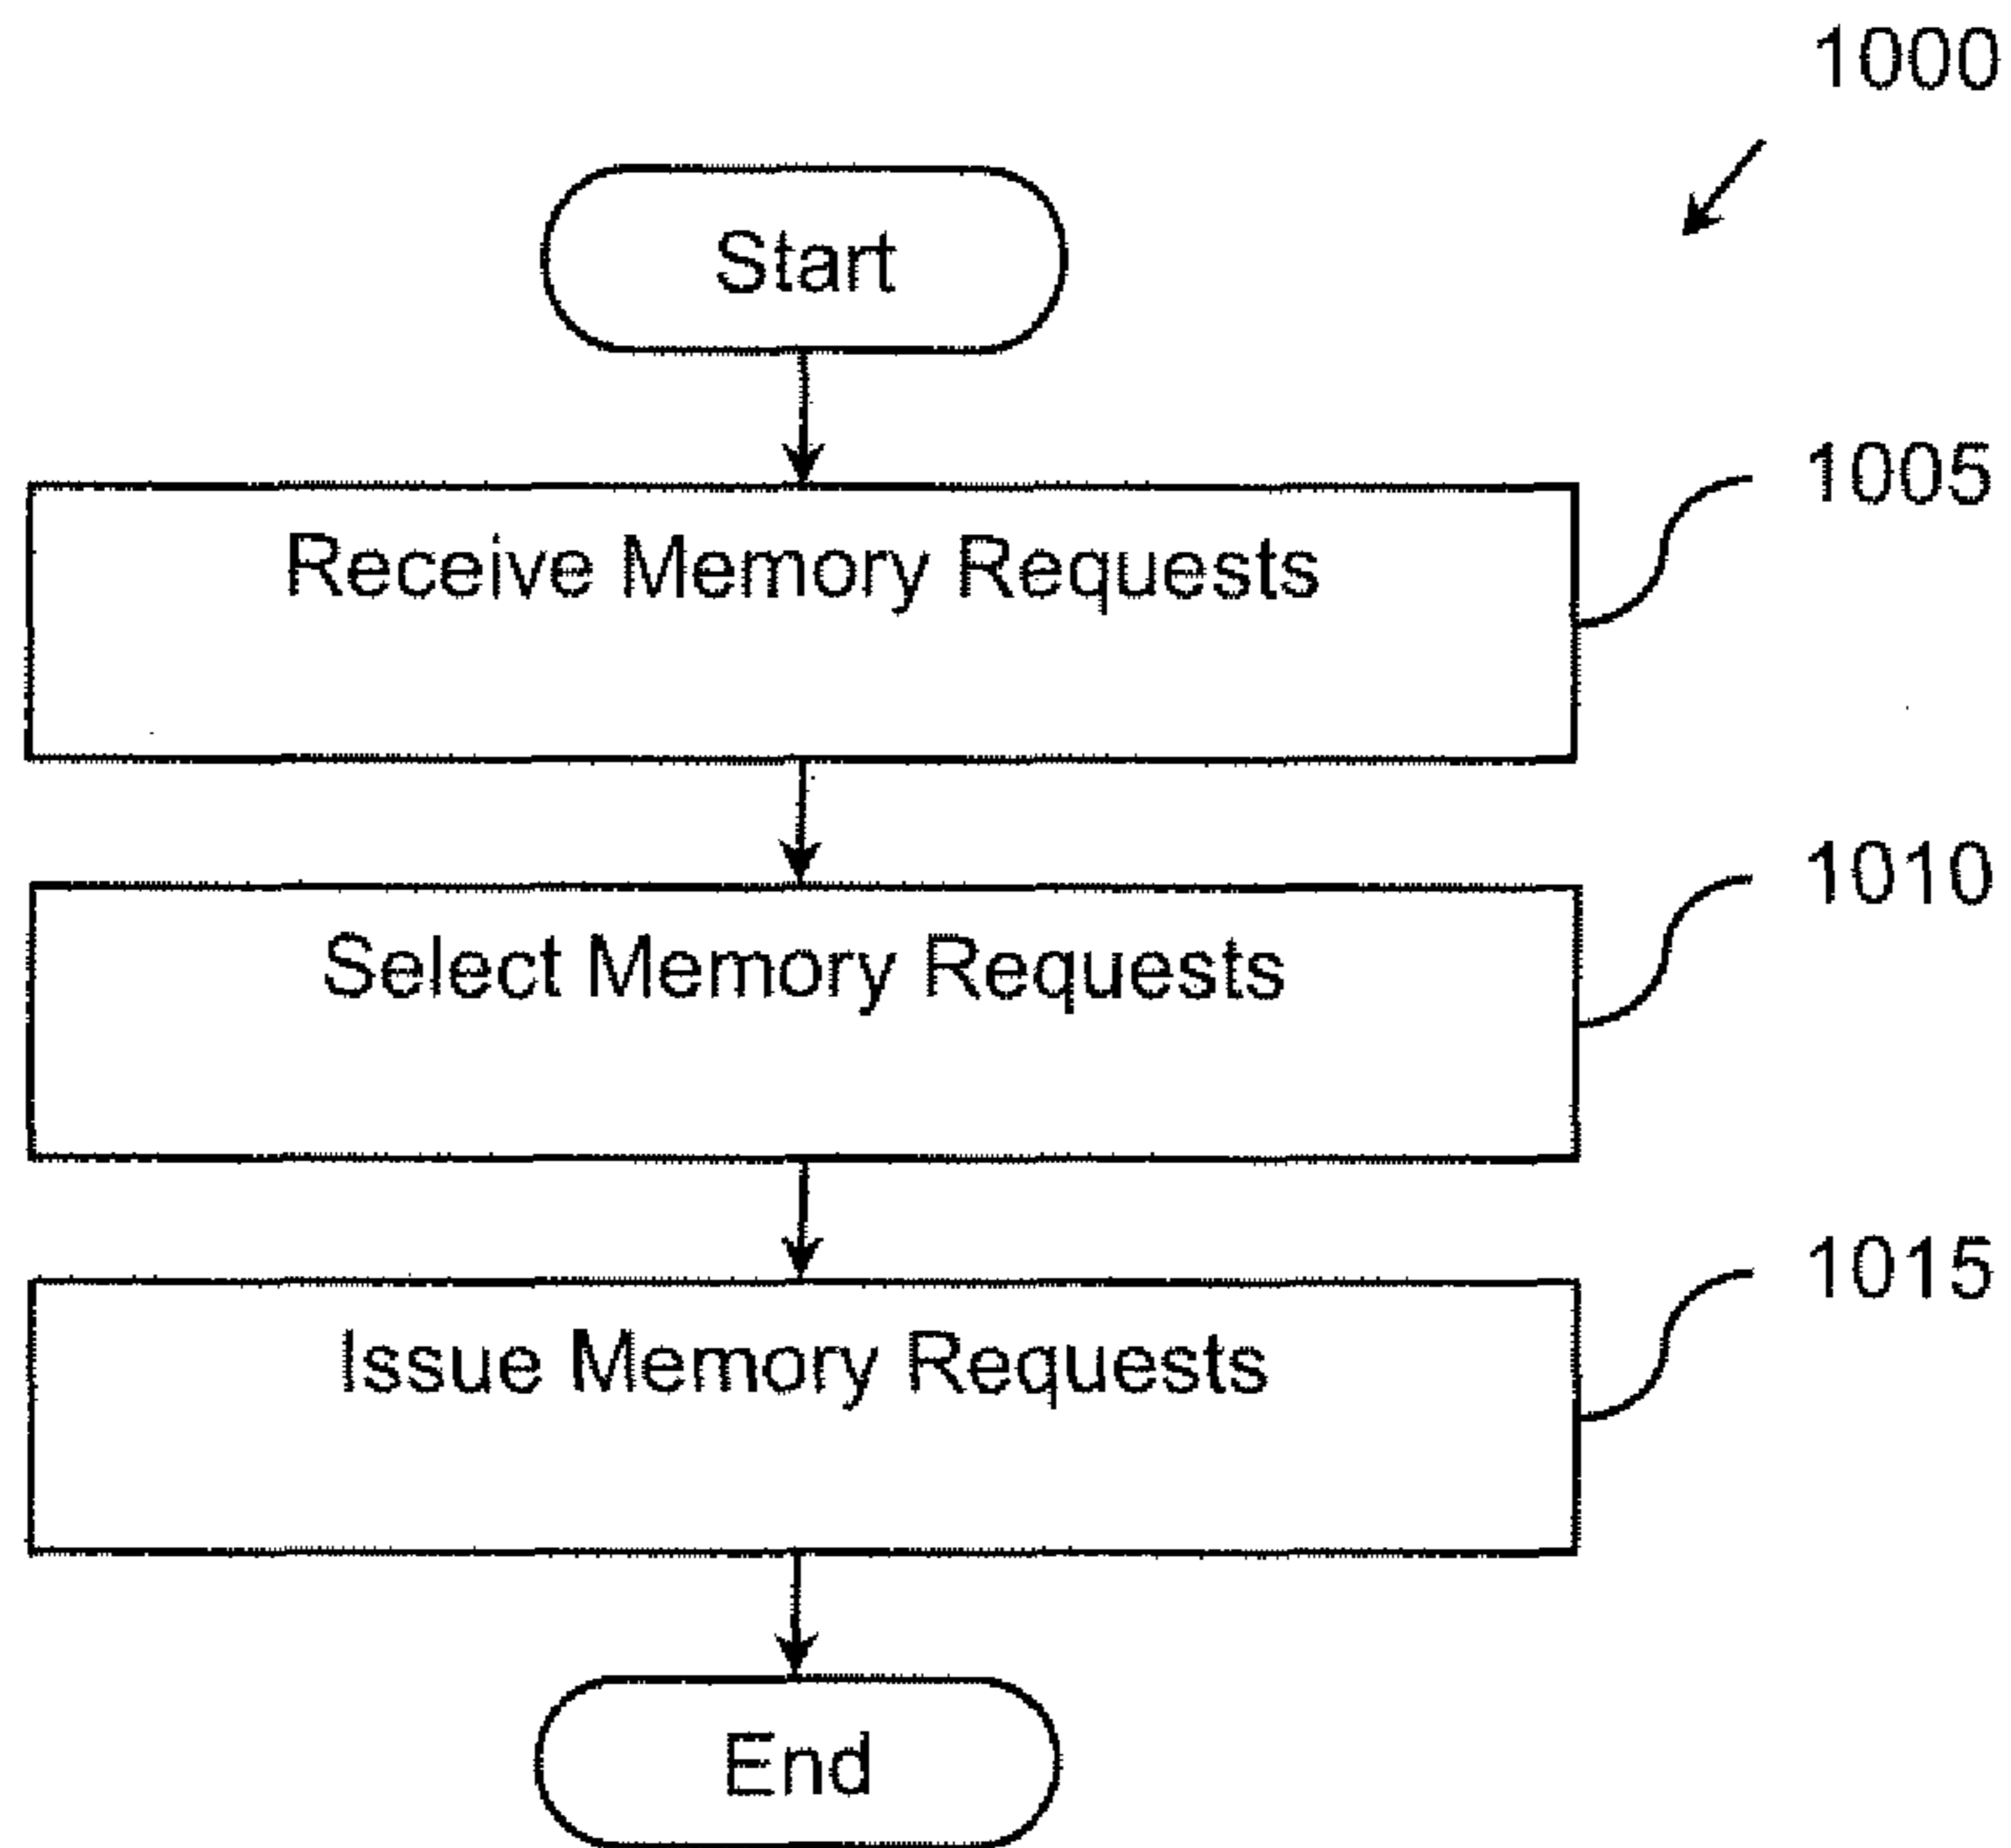 1000
Start
Receive Memory Requests
1005
Select Memory Requests
1010
Issue Memory Requests
1015
End